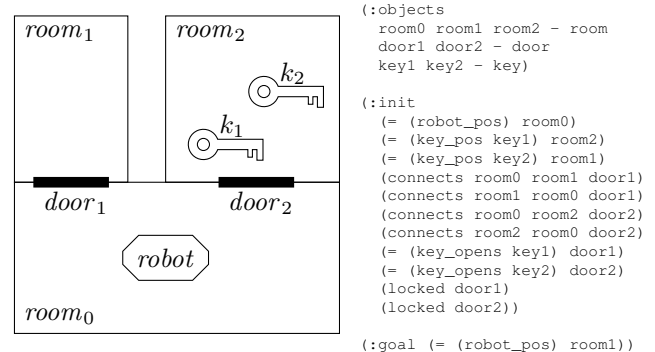 room₁
room₂
k₂
k₁
door₁
door₂
robot
room₀
(:objects
room0 room1 room2 – room
door1 door2 – door
key1 key2 – key)
(:init
(= (robot_pos) room0)
(= (key_pos key1) room2)
(= (key_pos key2) room1)
(connects room0 room1 door1)
(connects room1 room0 door1)
(connects room0 room2 door2)
(connects room2 room0 door2)
(= (key_opens key1) door1)
(= (key_opens key2) door2)
(locked door1)
(locked door2))
(:goal (= (robot_pos) room1))